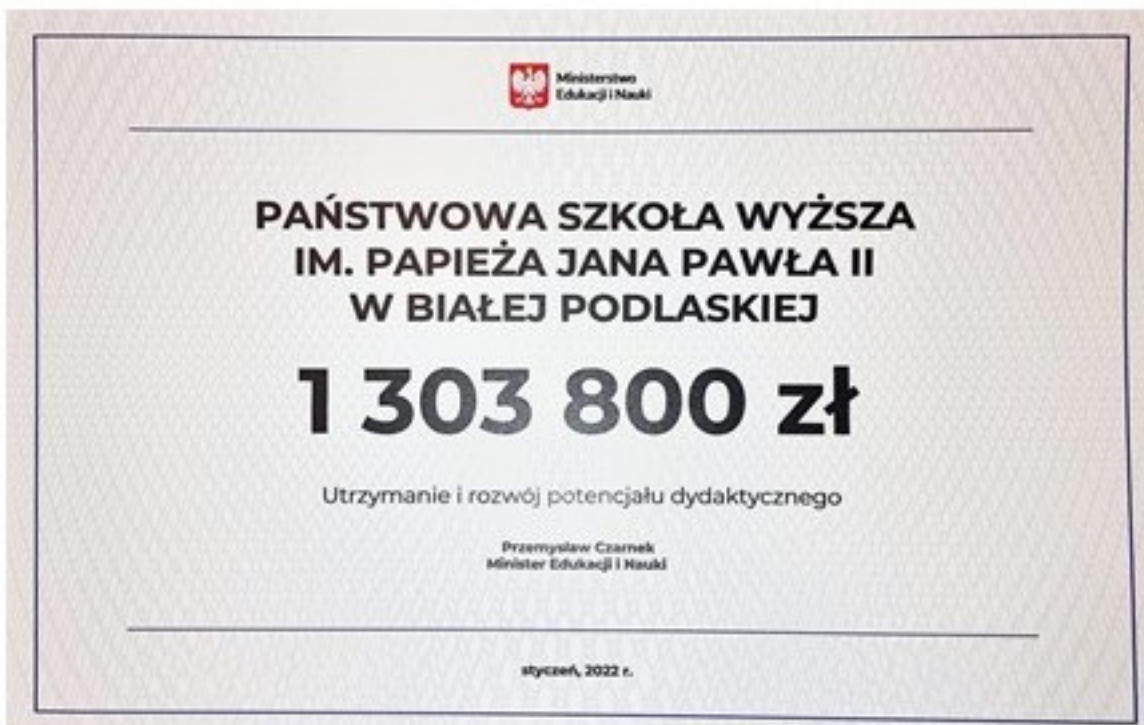 Ministerstwo
Edukacji i Nauki
PAŃSTWOWA SZKOŁA WYŻSZA
IM. PAPIEŻA JANA PAWŁA II
W BIAŁEJ PODLASKIEJ
1 303 800 zł
Utrzymanie i rozwój potencjału dydaktycznego
Przemysław Czarnek
Minister Edukacji i Nauki
styczeń, 2022 r.